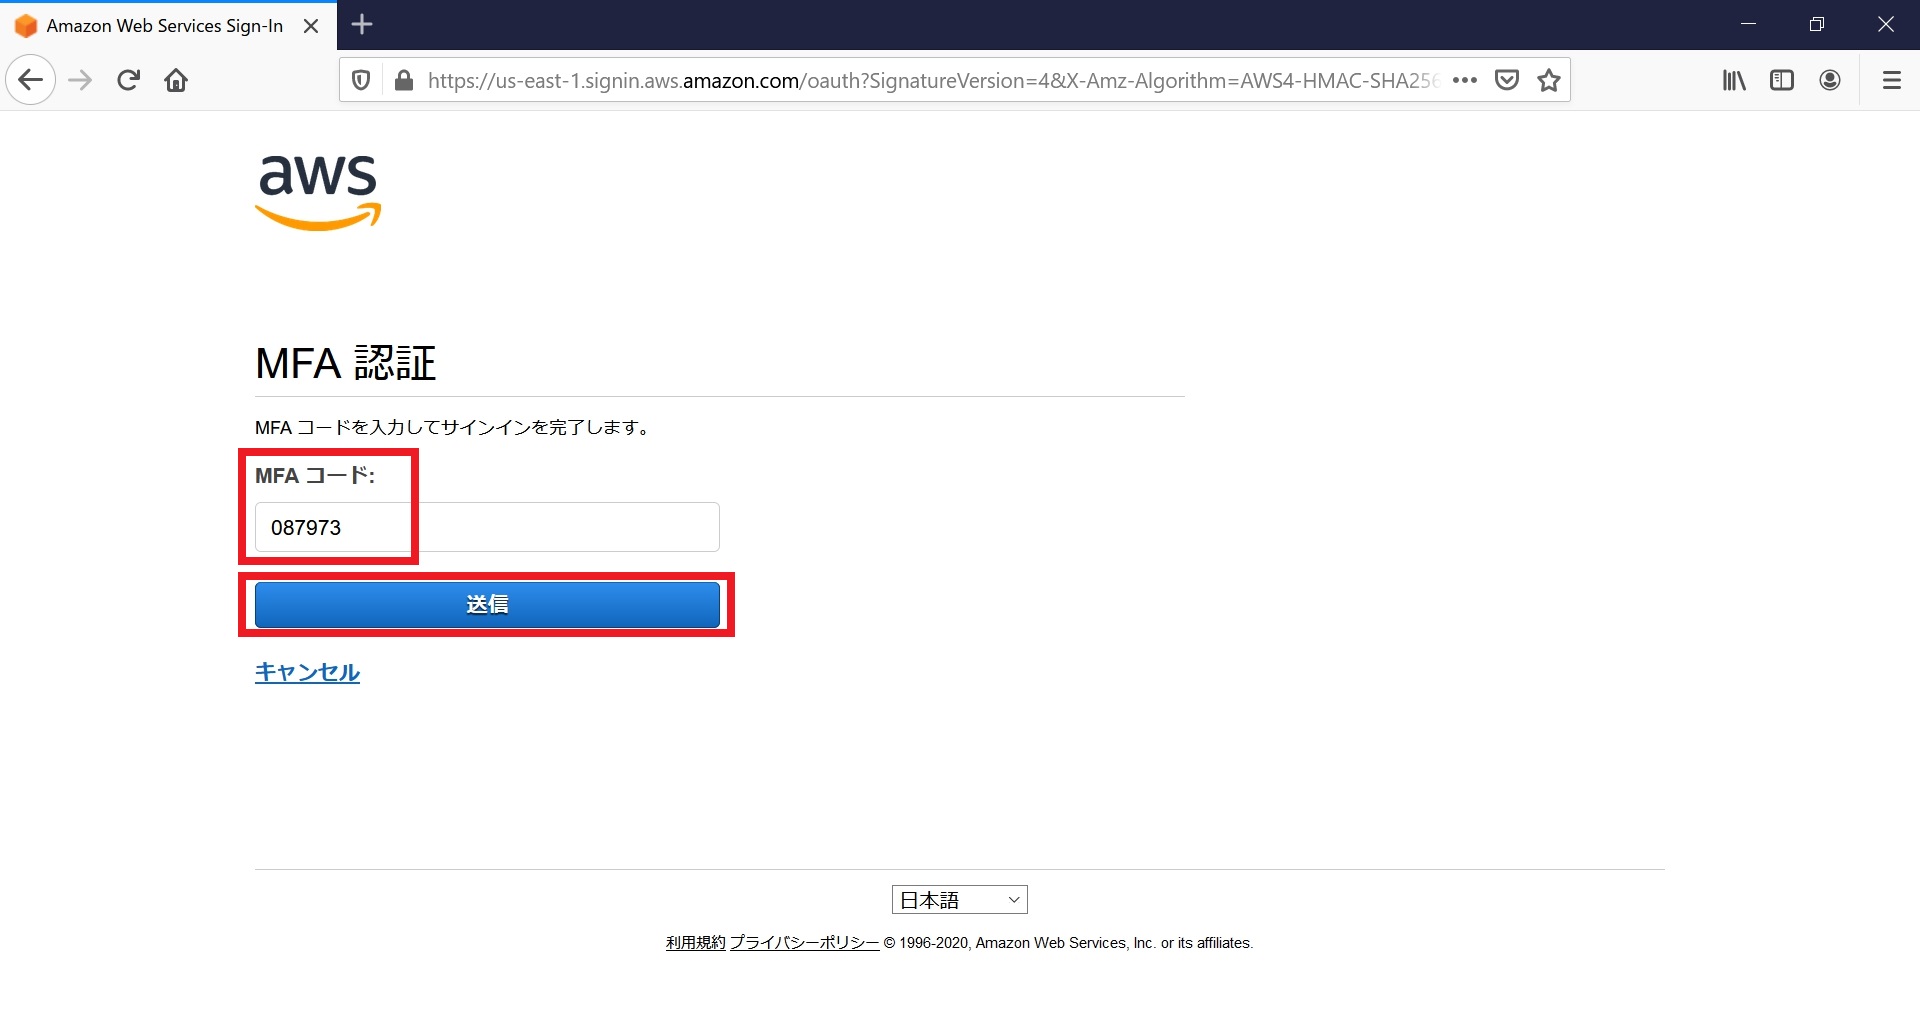 Amazon Web Services Sign-In
https://us-east-1.signin.aws.amazon.com/oauth?SignatureVersion=4&X-Amz-Algorithm=AWS4-HMAC-SHA256
aws
MFA 認証
MFA コードを入力してサインインを完了します。
MFA コード:
087973
送信
キャンセル
日本語
利用規約 プライバシーポリシー © 1996-2020, Amazon Web Services, Inc. or its affiliates.